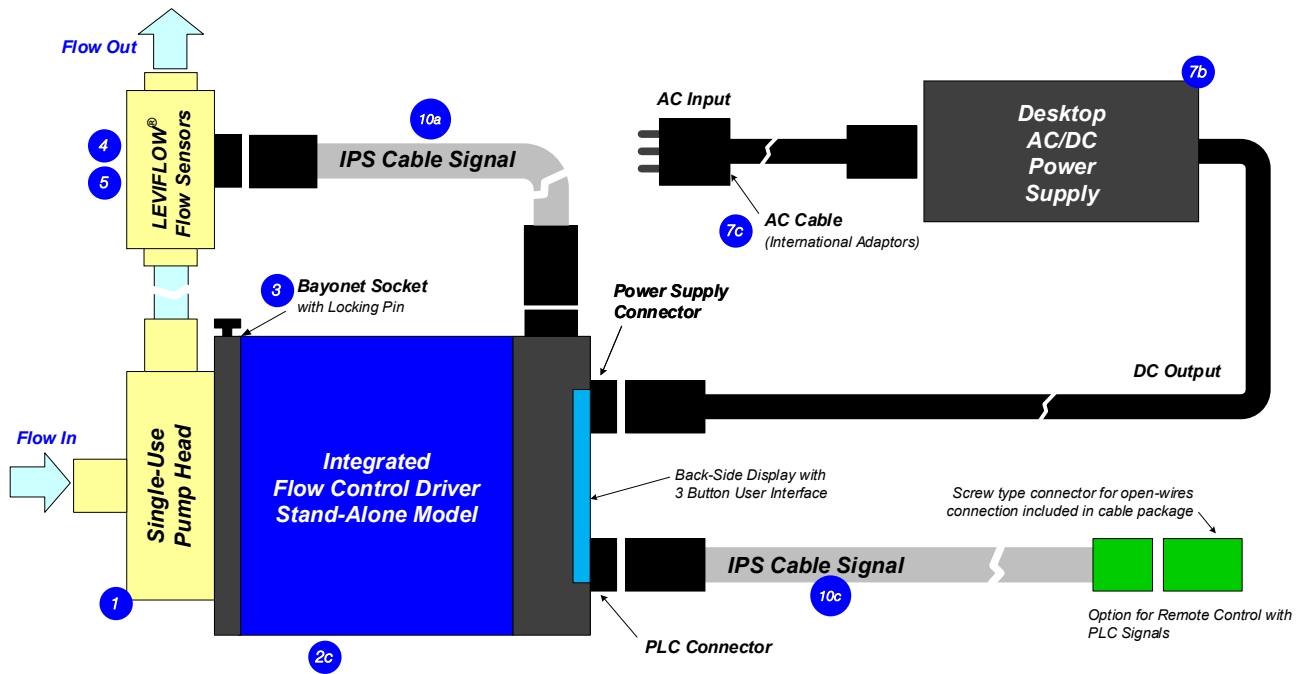 Flow Out
4
5
LEVIFLOW®
Flow Sensors
10a
IPS Cable Signal
AC Input
7b
Desktop
AC/DC
Power
Supply
7c
AC Cable
(International Adaptors)
3
Bayonet Socket
with Locking Pin
Power Supply
Connector
DC Output
Flow In
Single-Use
Pump Head
1
Integrated
Flow Control Driver
Stand-Alone Model
2c
Back-Side Display with
3 Button User Interface
Screw type connector for open-wires
connection included in cable package
IPS Cable Signal
10c
PLC Connector
Option for Remote Control with
PLC Signals